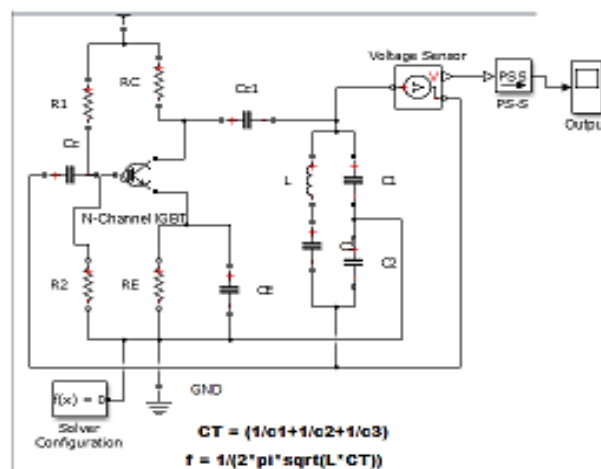 Voltage Sensor
R1
RC
Cc1
V
PS S
PS-S
Output
Cc
L
C1
N-Channel IGBT
C2
R2
RE
CE
GND
f(x) = 0
Solver
Configuration
CT = (1/c1+1/c2+1/c3)
f = 1/(2*pi*sqrt(L*CT))